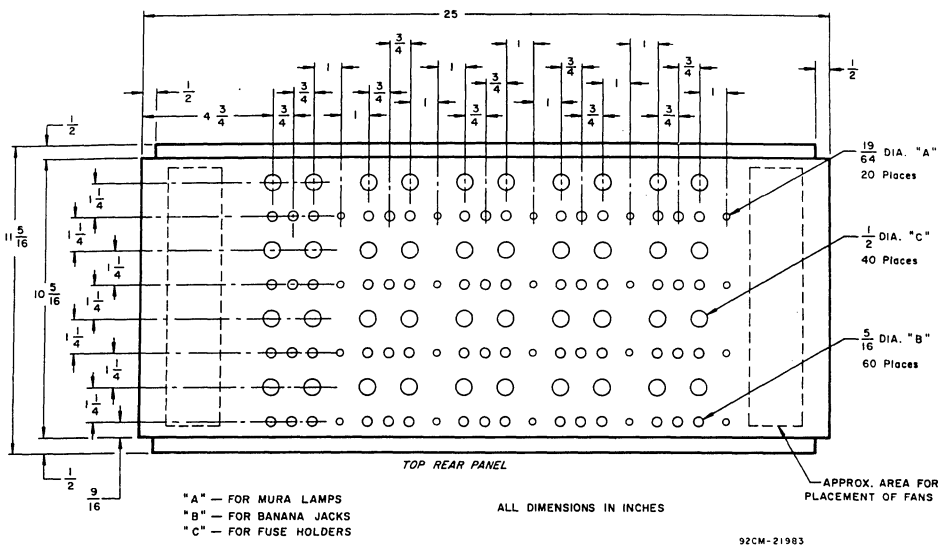 25
3/4 1 3/4 1 3/4
1 1 3/4 1 3/4 1 3/4 1
1/2 1/2
4 3/4 3/4 3/4 1 3/4 1 3/4 1 3/4 3/4
1/2
19/64 DIA. "A"
20 Places
1 1/4
1 1/4
1/2 DIA. "C"
40 Places
11 5/16
1 1/4
10 5/16
1 1/4
1 1/4
5/16 DIA. "B"
60 Places
1 1/4
1 1/4
1/2
9/16
TOP REAR PANEL
APPROX. AREA FOR
PLACEMENT OF FANS
"A" — FOR MURA LAMPS
"B" — FOR BANANA JACKS
"C" — FOR FUSE HOLDERS
ALL DIMENSIONS IN INCHES
92CM-21983